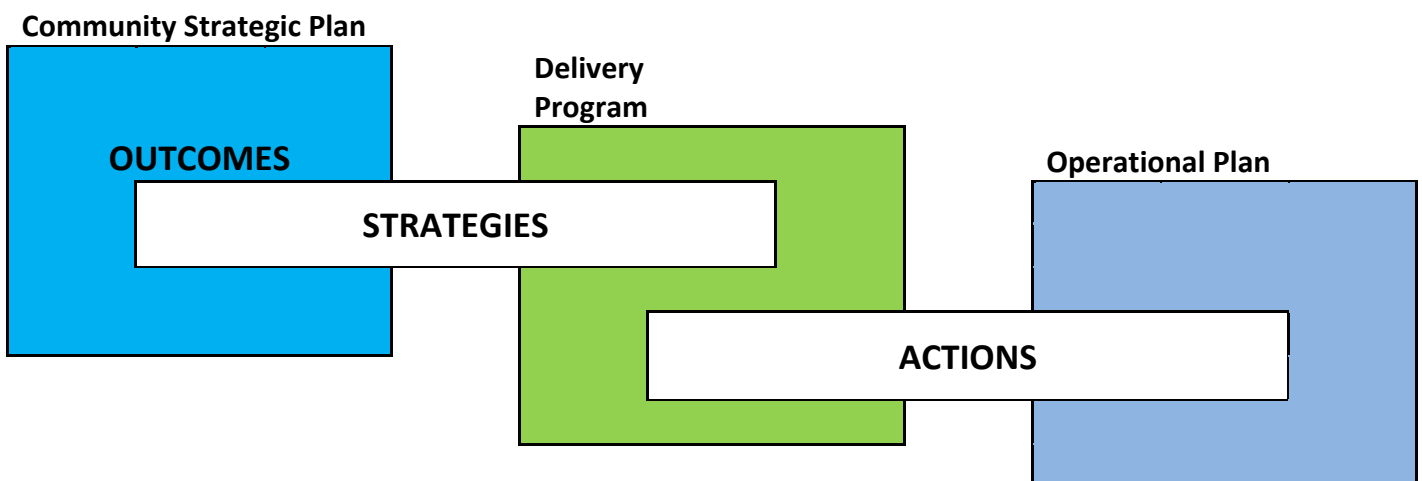 Community Strategic Plan
Delivery
Program
OUTCOMES
Operational Plan
STRATEGIES
ACTIONS